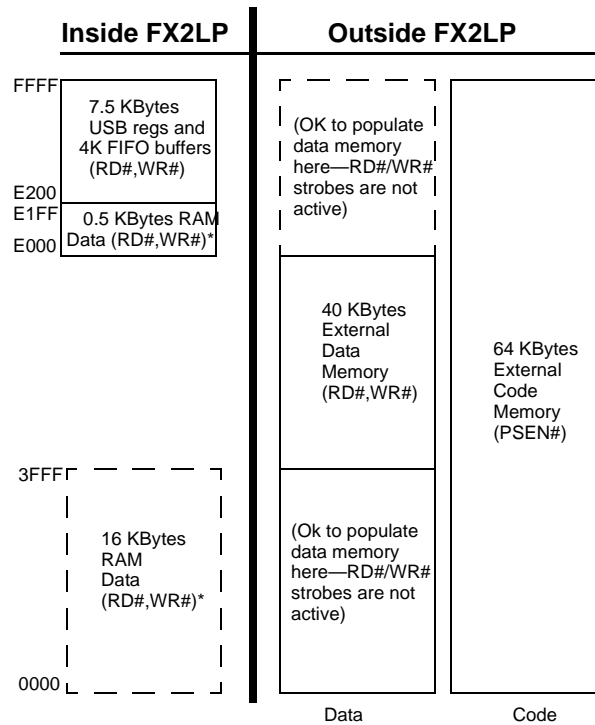 Inside FX2LP
Outside FX2LP
FFFF
7.5 KBytes
USB regs and
4K FIFO buffers
(RD#,WR#)
E200
E1FF
0.5 KBytes RAM
Data (RD#,WR#)*
E000
(OK to populate
data memory
here—RD#/WR#
strobes are not
active)
40 KBytes
External
Data
Memory
(RD#,WR#)
64 KBytes
External
Code
Memory
(PSEN#)
3FFF
16 KBytes
RAM
Data
(RD#,WR#)*
(Ok to populate
data memory
here—RD#/WR#
strobes are not
active)
0000
Data
Code